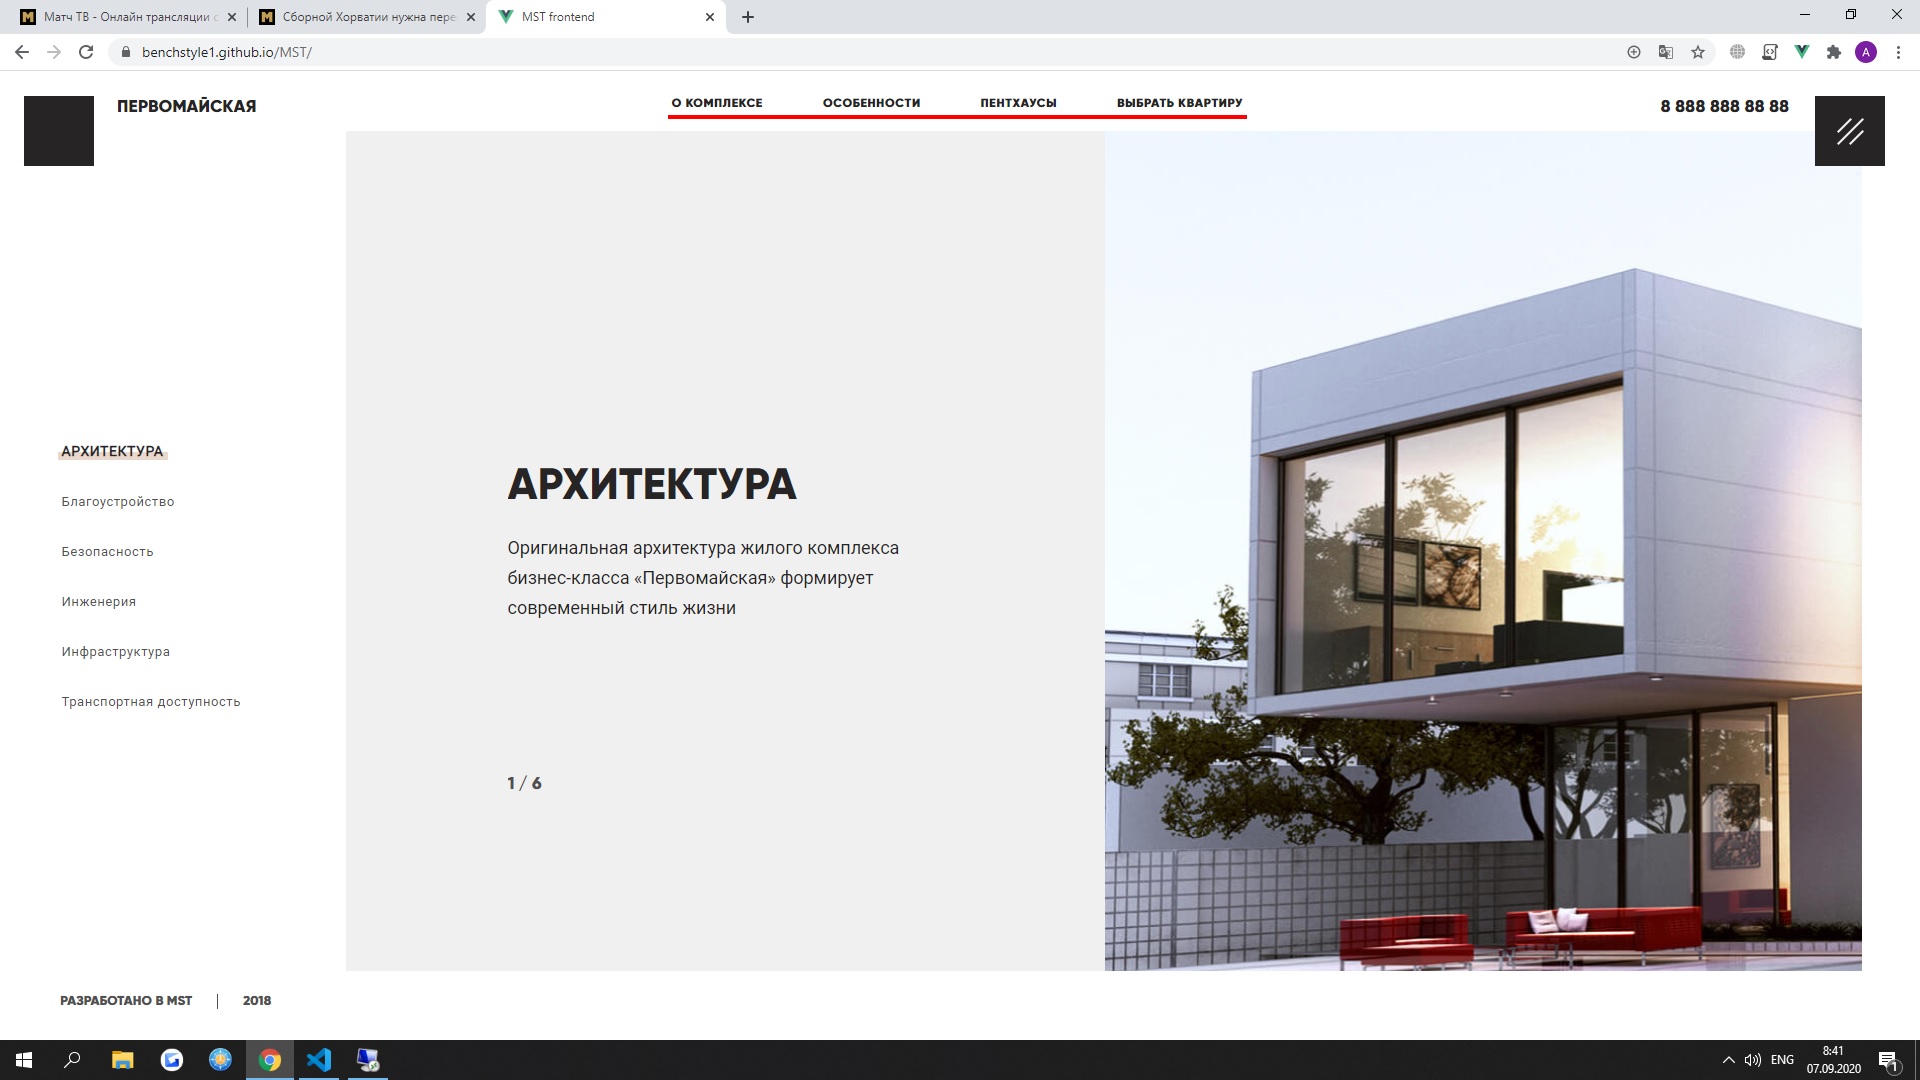 Матч ТВ - Онлайн трансляции с
Сборной Хорватии нужна пере
MST frontend
benchstyle1.github.io/MST/
A
ПЕРВОМАЙСКАЯ
О КОМПЛЕКСЕ
ОСОБЕННОСТИ
ПЕНТХАУСЫ
ВЫБРАТЬ КВАРТИРУ
8 888 888 88 88
АРХИТЕКТУРА
Благоустройство
Безопасность
Инженерия
Инфраструктура
Транспортная доступность
АРХИТЕКТУРА
Оригинальная архитектура жилого комплекса
бизнес-класса «Первомайская» формирует
современный стиль жизни
1 / 6
РАЗРАБОТАНО В MST
2018
ENG
8:41
07.09.2020
1